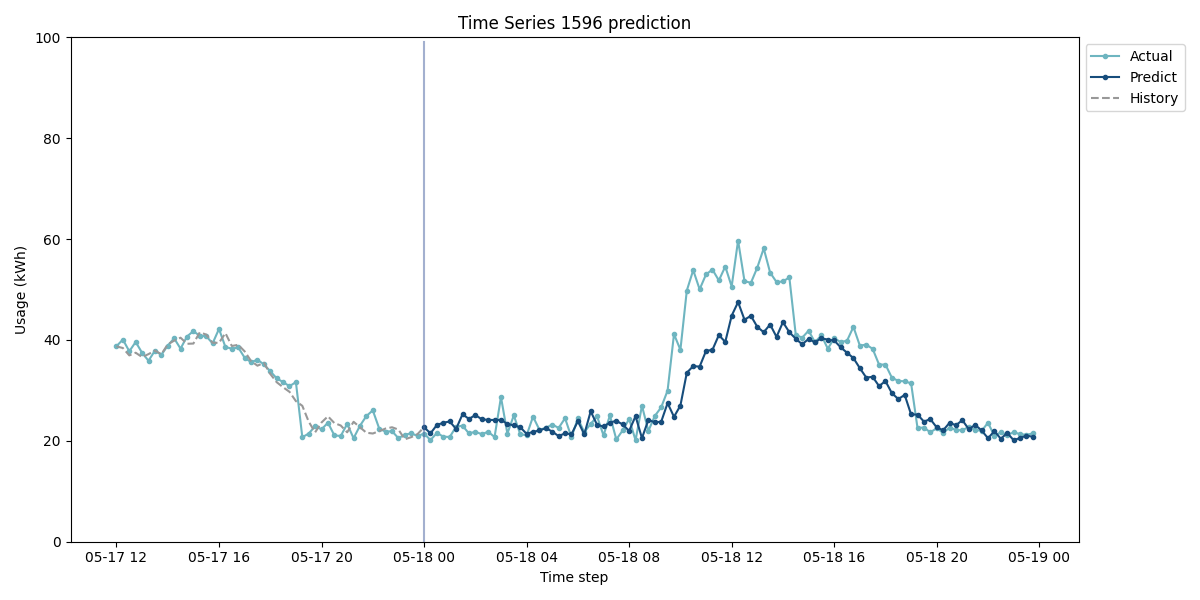 Time Series 1596 prediction
100
80
60
40
20
0
Usage (kWh)
05-17 12
05-17 16
05-17 20
05-18 00
05-18 04
05-18 08
05-18 12
05-18 16
05-18 20
05-19 00
Time step
Actual
Predict
History